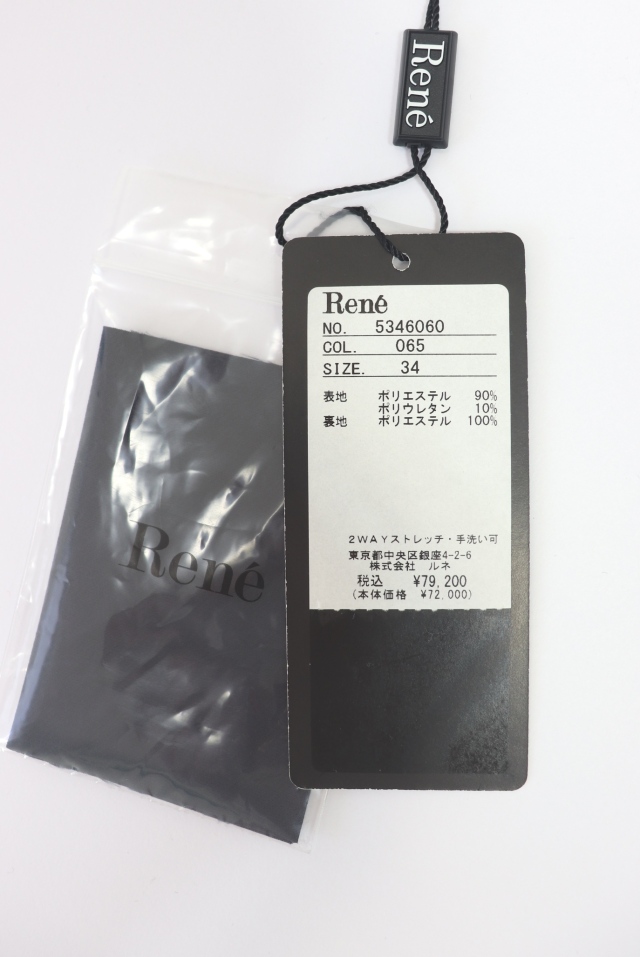 René
René
NO. 5346060
COL. 065
SIZE. 34
表地 ポリエステル 90%
ポリウレタン 10%
裏地 ポリエステル 100%
2WAYストレッチ・手洗い可
東京都中央区銀座4-2-6
株式会社 ルネ
税込 ¥79,200
(本体価格 ¥72,000)
René